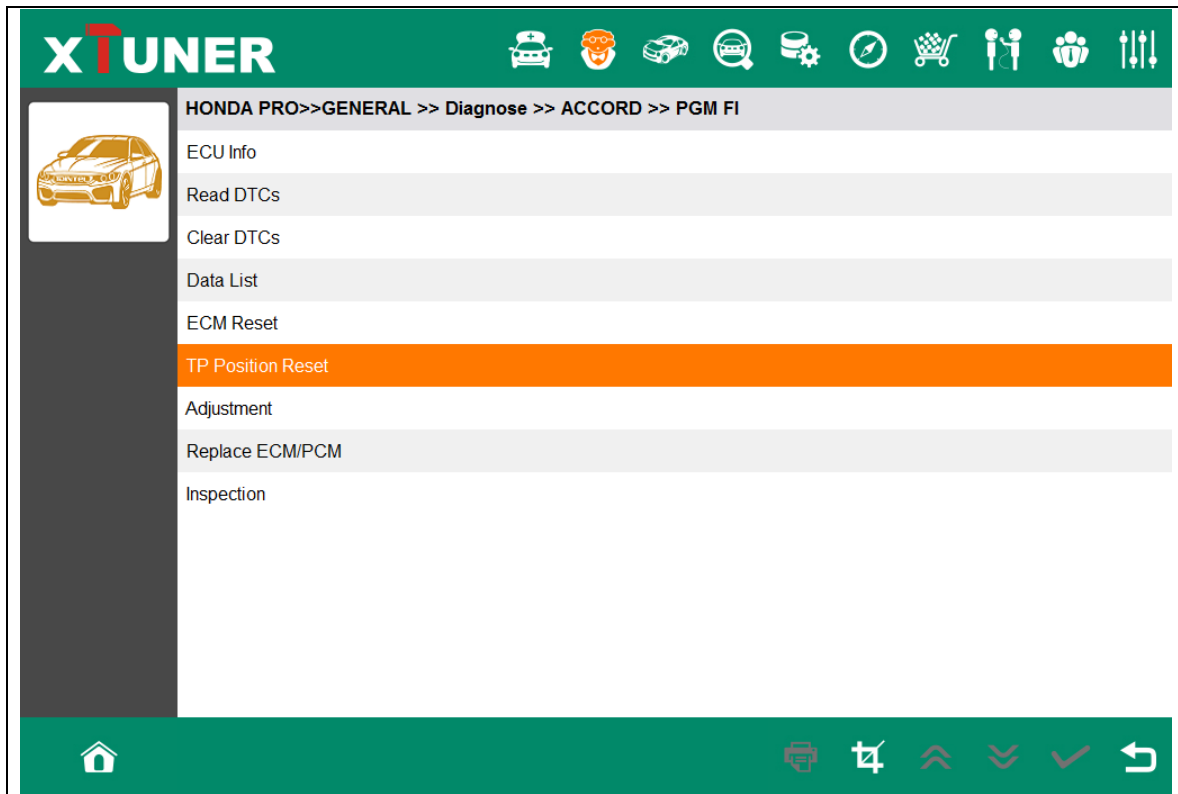 XTUNER
HONDA PRO>>GENERAL >> Diagnose >> ACCORD >> PGM FI
ECU Info
Read DTCs
Clear DTCs
Data List
ECM Reset
TP Position Reset
Adjustment
Replace ECM/PCM
Inspection